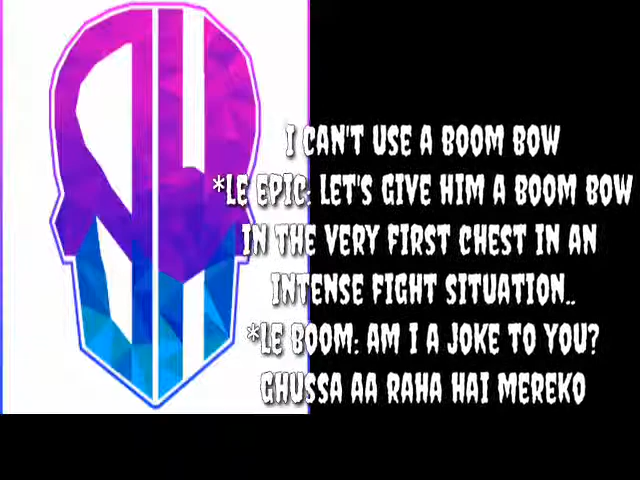 I CAN'T USE A BOOM BOW
*LE EPIC: LET'S GIVE HIM A BOOM BOW
IN THE VERY FIRST CHEST IN AN
INTENSE FIGHT SITUATION..
*LE BOOM: AM I A JOKE TO YOU?
GHUSSA AA RAHA HAI MEREKO